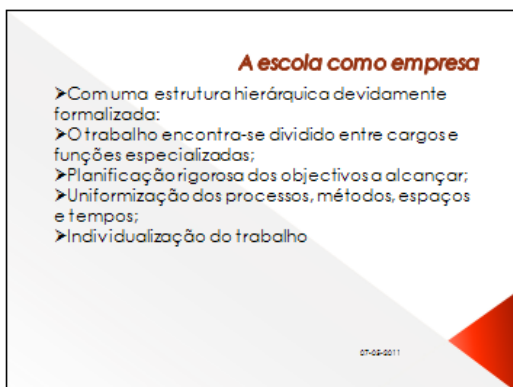 A escola como empresa
➢Com uma estrutura hierárquica devidamente
formalizada:
➢O trabalho encontra-se dividido entre cargos e
funções especializadas;
➢Planificação rigorosa dos objectivos a alcançar;
➢Uniformização dos processos, métodos, espaços
e tempos;
➢Individualização do trabalho
07-05-2011